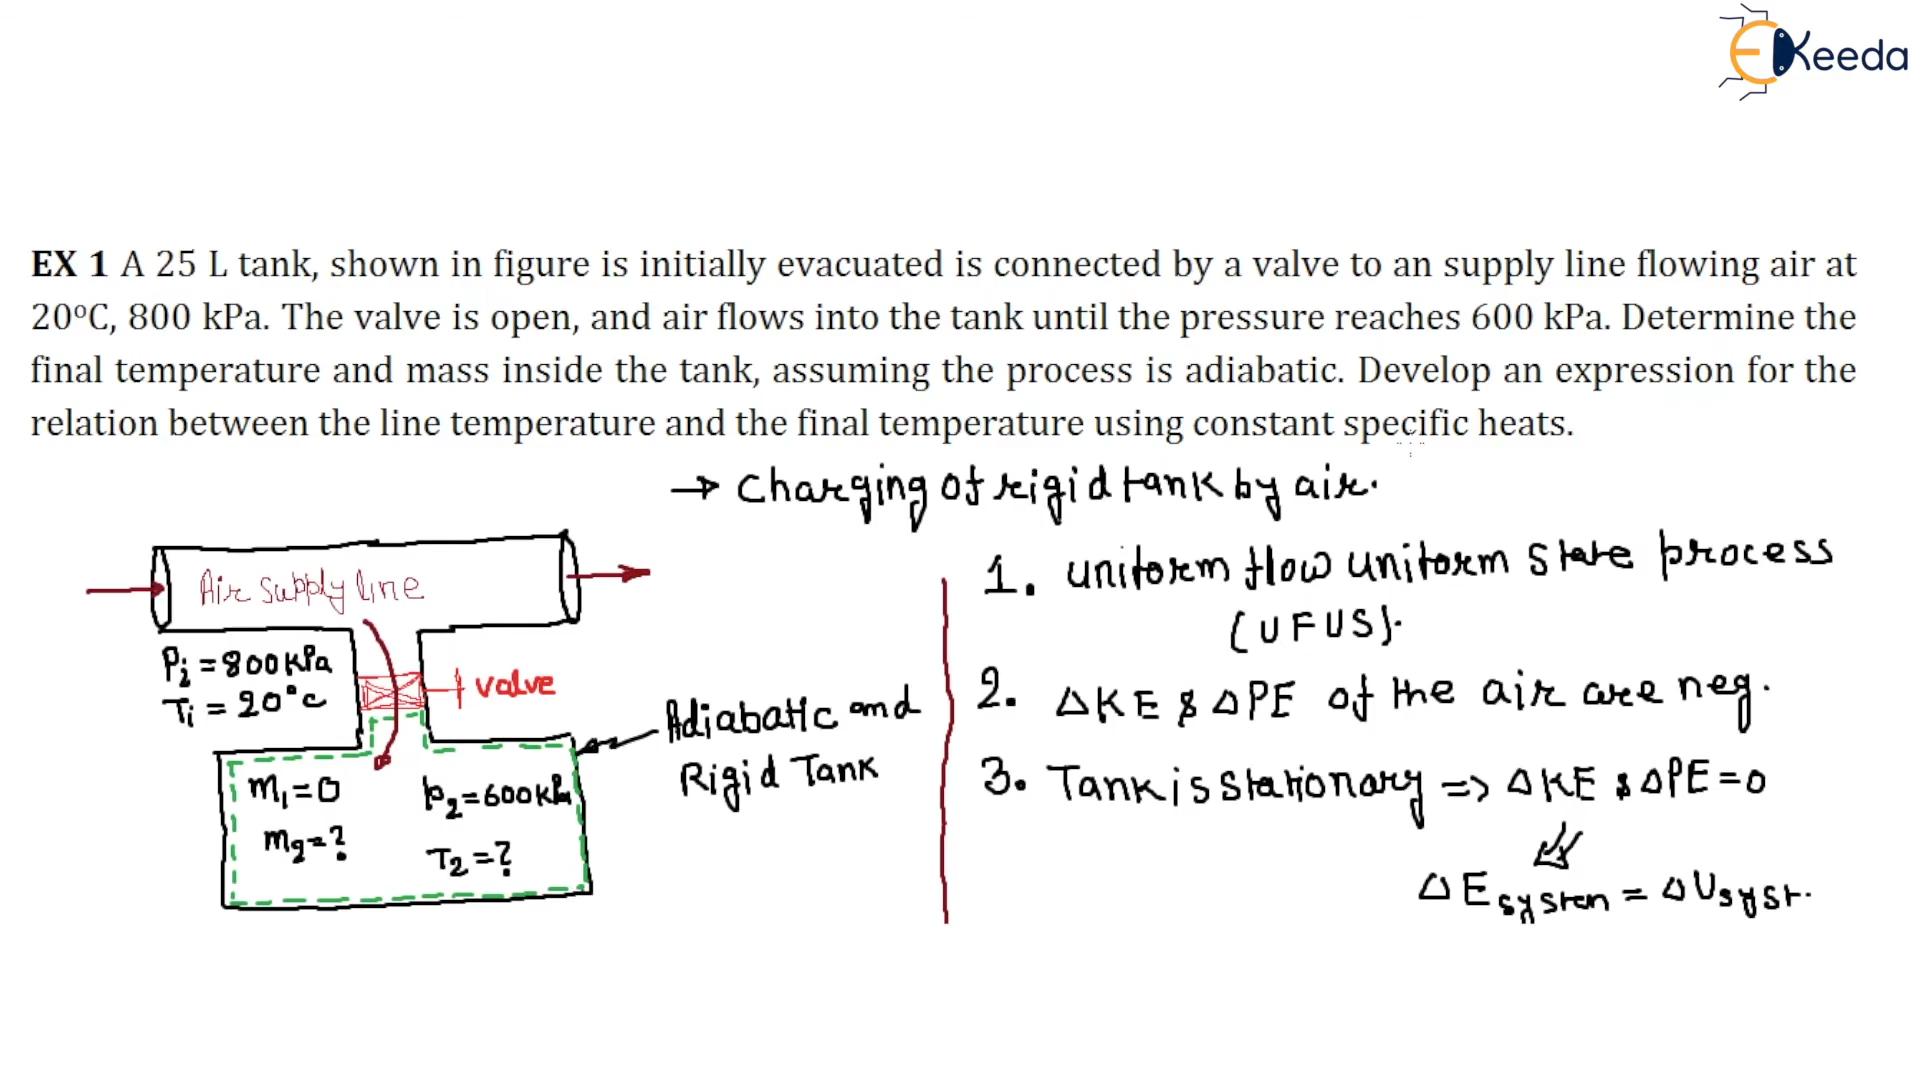 EKeeda
EX 1 A 25 L tank, shown in figure is initially evacuated is connected by a valve to an supply line flowing air at
20ºC, 800 kPa. The valve is open, and air flows into the tank until the pressure reaches 600 kPa. Determine the
final temperature and mass inside the tank, assuming the process is adiabatic. Develop an expression for the
relation between the line temperature and the final temperature using constant specific heats.
→ Charging of rigid tank by air.
Air supply line
Pi = 800 kPa
Ti = 20°c
valve
Adiabatic and
Rigid Tank
m₁ = 0
p₂ = 600 kPa
m₂ = ?
T₂ = ?
1. uniform flow uniform state process
(UFUS).
2. ΔKE & ΔPE of the air are neg.
3. Tank is stationary => ΔKE & ΔPE = 0
ΔE system = ΔU syst.